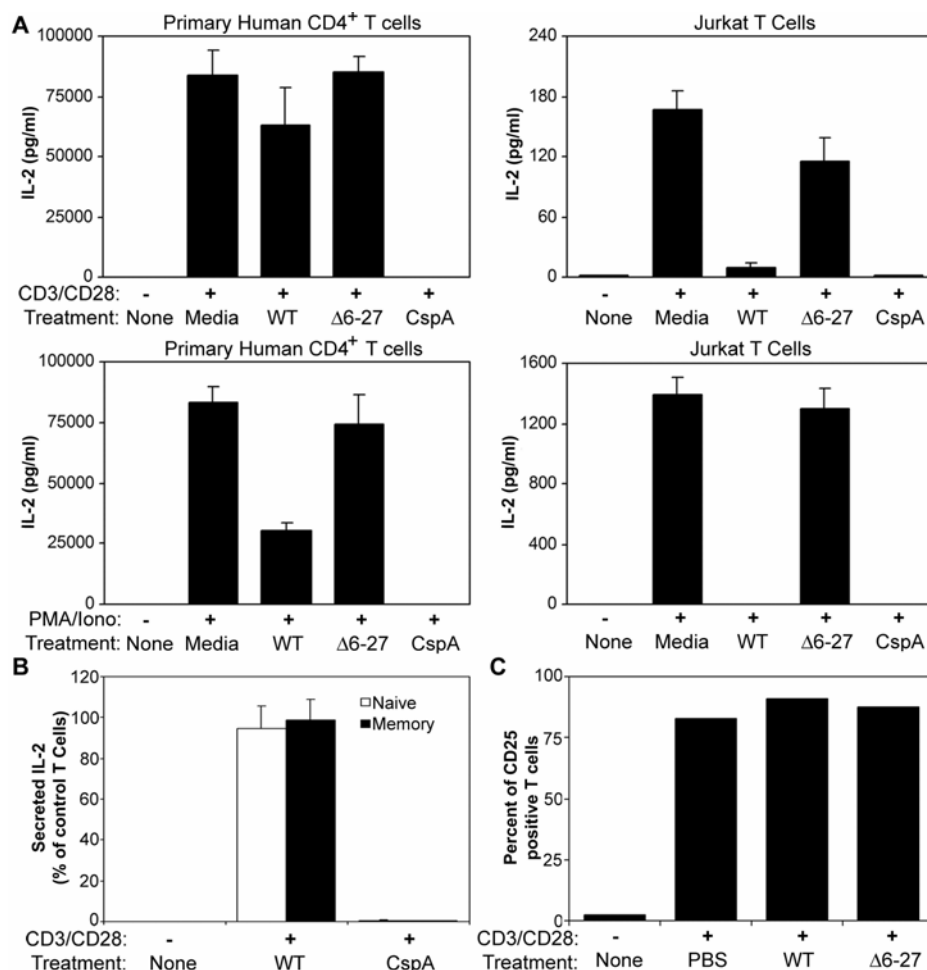 A
Primary Human CD4+ T cells
100000
75000
50000
25000
0
IL-2 (pg/ml)
CD3/CD28: - + + + +
Treatment: None Media WT Δ6-27 CspA
Jurkat T Cells
240
180
120
60
0
IL-2 (pg/ml)
- + + + +
None Media WT Δ6-27 CspA
Primary Human CD4+ T cells
100000
75000
50000
25000
0
IL-2 (pg/ml)
PMA/Iono: - + + + +
Treatment: None Media WT Δ6-27 CspA
Jurkat T Cells
1600
1200
800
400
0
IL-2 (pg/ml)
- + + + +
None Media WT Δ6-27 CspA
B
120
100
80
60
40
20
0
Secreted IL-2
(% of control T Cells)
Naive
Memory
CD3/CD28: - + +
Treatment: None WT CspA
C
100
75
50
25
0
Percent of CD25
positive T cells
CD3/CD28: - + + +
Treatment: None PBS WT Δ6-27